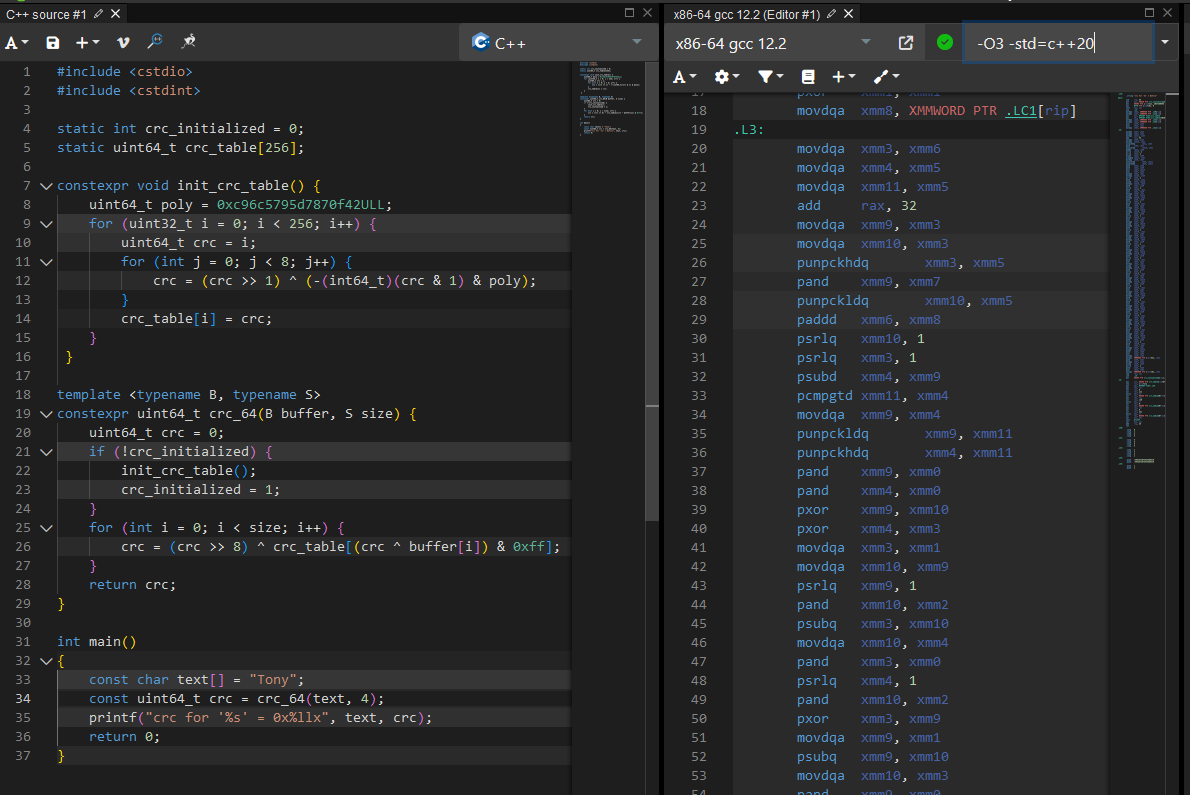 C++ source #1
A
C++
1 #include <cstdio>
2 #include <cstdint>
3
4 static int crc_initialized = 0;
5 static uint64_t crc_table[256];
6
7 constexpr void init_crc_table() {
8 uint64_t poly = 0xc96c5795d7870f42ULL;
9 for (uint32_t i = 0; i < 256; i++) {
10 uint64_t crc = i;
11 for (int j = 0; j < 8; j++) {
12 crc = (crc >> 1) ^ (-(int64_t)(crc & 1) & poly);
13 }
14 crc_table[i] = crc;
15 }
16 }
17
18 template <typename B, typename S>
19 constexpr uint64_t crc_64(B buffer, S size) {
20 uint64_t crc = 0;
21 if (!crc_initialized) {
22 init_crc_table();
23 crc_initialized = 1;
24 }
25 for (int i = 0; i < size; i++) {
26 crc = (crc >> 8) ^ crc_table[(crc ^ buffer[i]) & 0xff];
27 }
28 return crc;
29 }
30
31 int main()
32 {
33 const char text[] = "Tony";
34 const uint64_t crc = crc_64(text, 4);
35 printf("crc for '%s' = 0x%llx", text, crc);
36 return 0;
37 }
x86-64 gcc 12.2 (Editor #1)
x86-64 gcc 12.2
-O3 -std=c++20
A
17 pxor xmm1, xmm1
18 movdqa xmm8, XMMWORD PTR .LC1[rip]
19 .L3:
20 movdqa xmm3, xmm6
21 movdqa xmm4, xmm5
22 movdqa xmm11, xmm5
23 add rax, 32
24 movdqa xmm9, xmm3
25 movdqa xmm10, xmm3
26 punpckhdq xmm3, xmm5
27 pand xmm9, xmm7
28 punpckldq xmm10, xmm5
29 paddd xmm6, xmm8
30 psrlq xmm10, 1
31 psrlq xmm3, 1
32 psubd xmm4, xmm9
33 pcmpgtd xmm11, xmm4
34 movdqa xmm9, xmm4
35 punpckldq xmm9, xmm11
36 punpckhdq xmm4, xmm11
37 pand xmm9, xmm0
38 pand xmm4, xmm0
39 pxor xmm9, xmm10
40 pxor xmm4, xmm3
41 movdqa xmm3, xmm1
42 movdqa xmm10, xmm9
43 psrlq xmm9, 1
44 pand xmm10, xmm2
45 psubq xmm3, xmm10
46 movdqa xmm10, xmm4
47 pand xmm3, xmm0
48 psrlq xmm4, 1
49 pand xmm10, xmm2
50 pxor xmm3, xmm9
51 movdqa xmm9, xmm1
52 psubq xmm9, xmm10
53 movdqa xmm10, xmm3
54 pand xmm9, xmm0